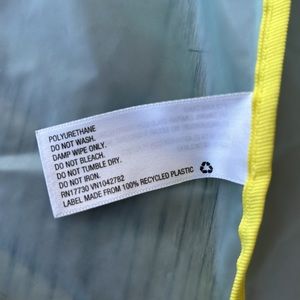 POLYURETHANE
DO NOT WASH.
DAMP WIPE ONLY.
DO NOT BLEACH.
DO NOT TUMBLE DRY.
DO NOT IRON.
RN17730 VN1042782
LABEL MADE FROM 100% RECYCLED PLASTIC